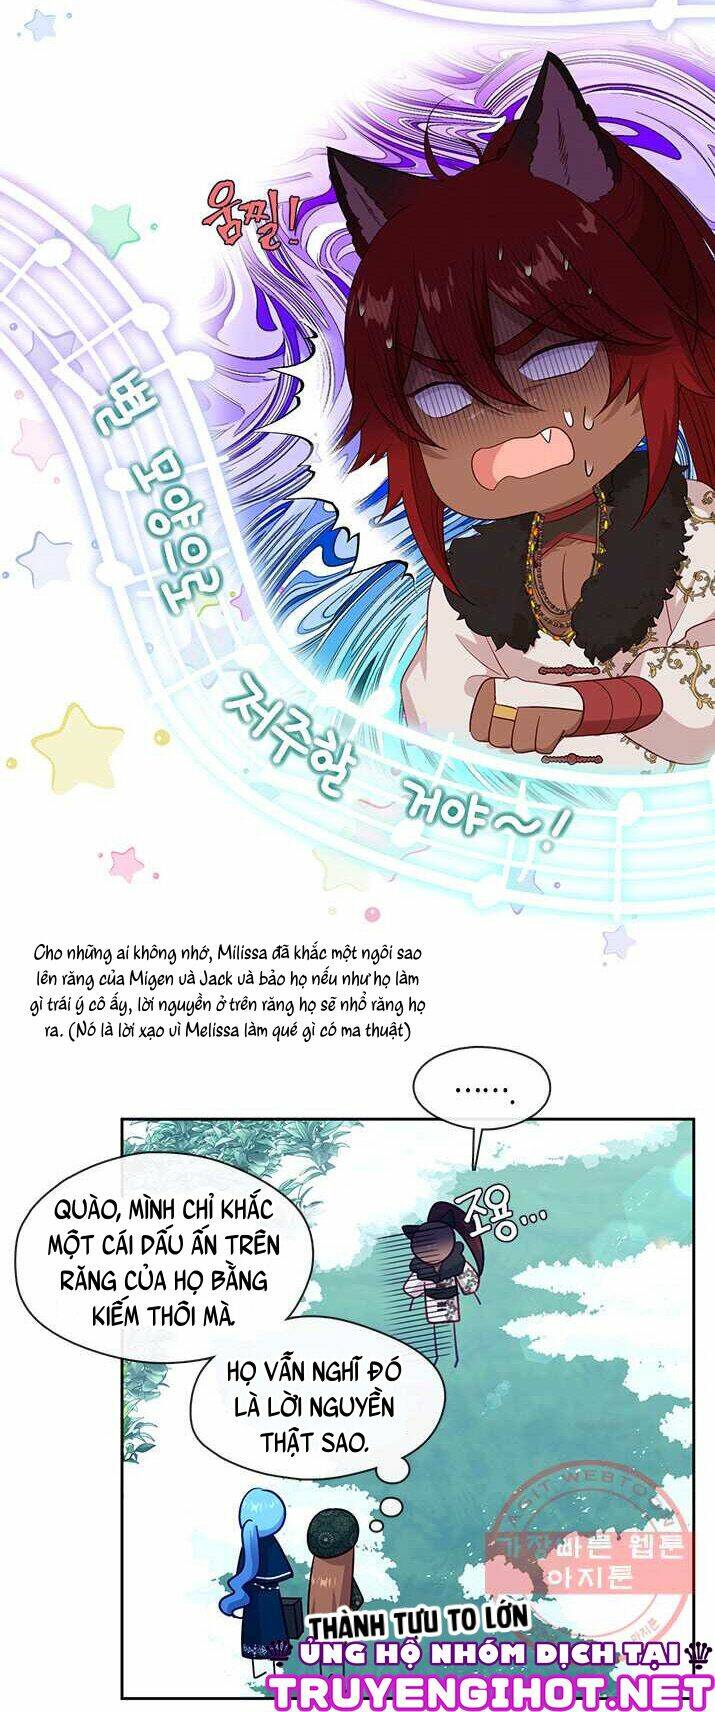 움찔!
별 모양으로
저주한 거야~!
Cho những ai không nhớ, Milissa đã khắc một ngôi sao
lên răng của Migen và Jack và bảo họ nếu như họ làm
gì trái ý cô ấy, lời nguyền ở trên răng họ sẽ nhổ răng họ
ra. (Nó là lời xạo vì Melissa làm qué gì có ma thuật)
…….
조용...
QUÀO, MÌNH CHỈ KHẮC
MỘT CÁI DẤU ẤN TRÊN
RĂNG CỦA HỌ BẰNG
KIẾM THÔI MÀ.
HỌ VẪN NGHĨ ĐÓ
LÀ LỜI NGUYỀN
THẬT SAO.
가장빠른 웹툰
아지툰
THÀNH TỰU TO LỚN
ỦNG HỘ NHÓM DỊCH TẠI
TRUYENGIHOT.NET